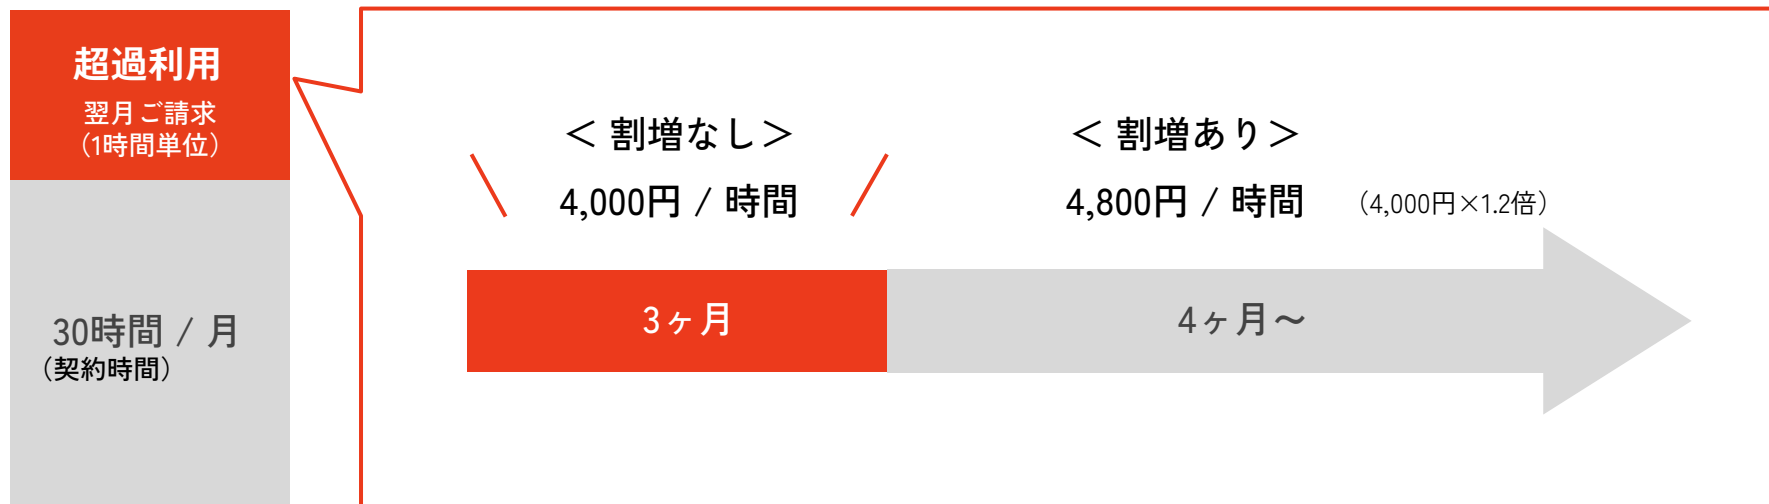 超過利用
翌月ご請求
（1時間単位）
30時間 / 月
（契約時間）
＜ 割増なし＞
4,000円 / 時間
＜ 割増あり＞
4,800円 / 時間
（4,000円×1.2倍）
3ヶ月
4ヶ月〜